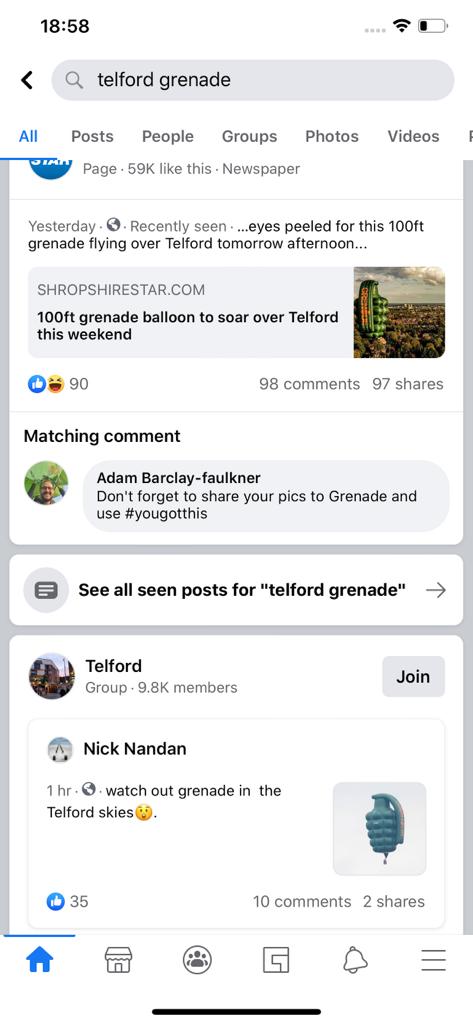 18:58
telford grenade
All Posts People Groups Photos Videos
STAR
Page · 59K like this · Newspaper
Yesterday · Recently seen · ...eyes peeled for this 100ft
grenade flying over Telford tomorrow afternoon...
SHROPSHIRESTAR.COM
100ft grenade balloon to soar over Telford
this weekend
90 98 comments 97 shares
Matching comment
Adam Barclay-faulkner
Don't forget to share your pics to Grenade and
use #yougotthis
See all seen posts for "telford grenade"
Telford
Group · 9.8K members
Join
Nick Nandan
1 hr · watch out grenade in the
Telford skies😲.
35 10 comments 2 shares